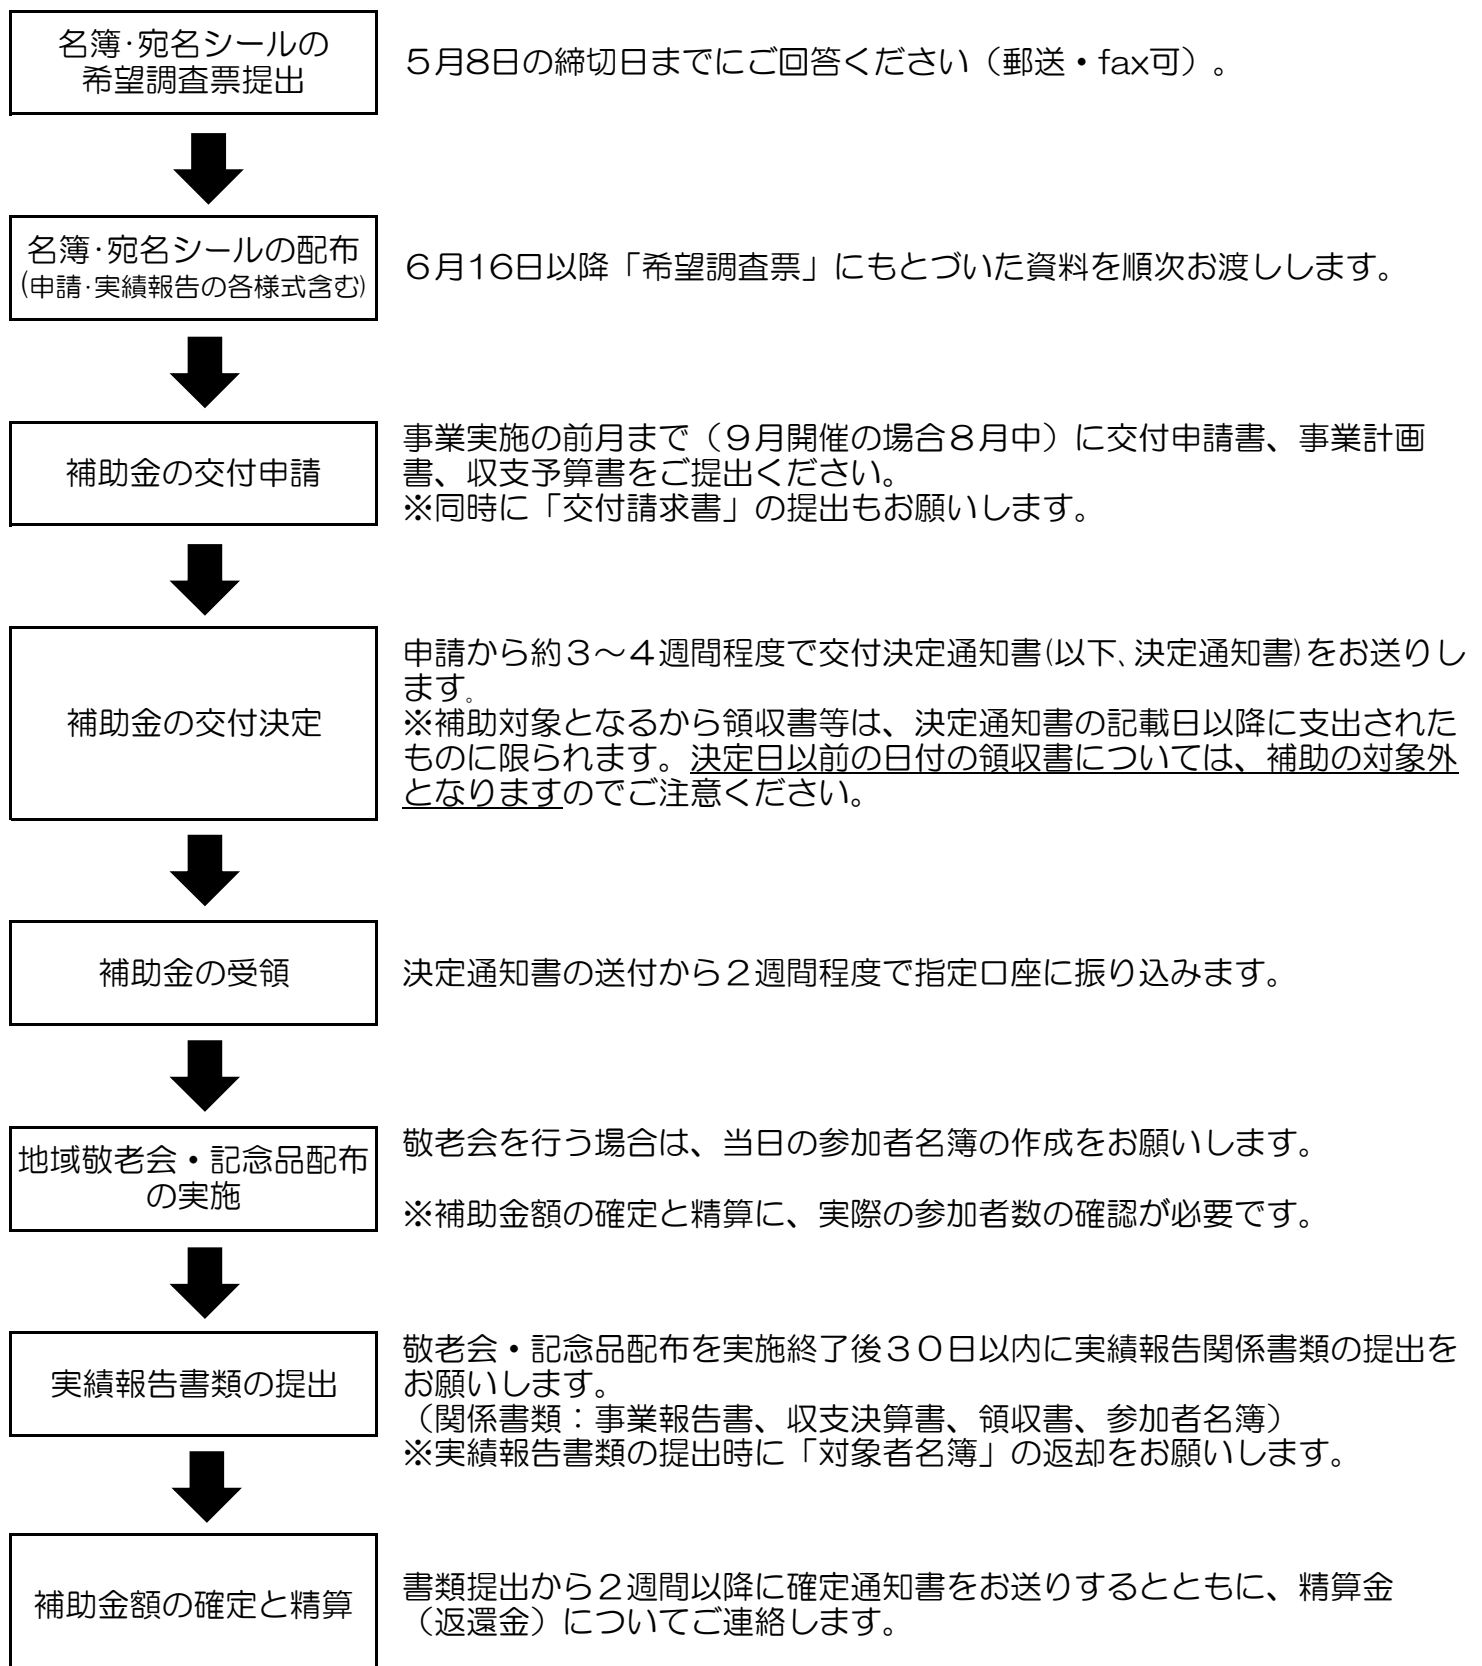 名簿･宛名シールの
希望調査票提出
５月8日の締切日までにご回答ください（郵送・fax可）。
名簿･宛名シールの配布
(申請･実績報告の各様式含む)
６月16日以降「希望調査票」にもとづいた資料を順次お渡しします。
補助金の交付申請
事業実施の前月まで（９月開催の場合８月中）に交付申請書、事業計画
書、収支予算書をご提出ください。
※同時に「交付請求書」の提出もお願いします。
補助金の交付決定
申請から約３～４週間程度で交付決定通知書(以下､決定通知書)をお送りし
ます。
※補助対象となるから領収書等は、決定通知書の記載日以降に支出された
ものに限られます。決定日以前の日付の領収書については、補助の対象外
となりますのでご注意ください。
補助金の受領
決定通知書の送付から２週間程度で指定口座に振り込みます。
地域敬老会・記念品配布
の実施
敬老会を行う場合は、当日の参加者名簿の作成をお願いします。
※補助金額の確定と精算に、実際の参加者数の確認が必要です。
実績報告書類の提出
敬老会・記念品配布を実施終了後３０日以内に実績報告関係書類の提出を
お願いします。
（関係書類：事業報告書、収支決算書、領収書、参加者名簿）
※実績報告書類の提出時に「対象者名簿」の返却をお願いします。
補助金額の確定と精算
書類提出から２週間以降に確定通知書をお送りするとともに、精算金
（返還金）についてご連絡します。